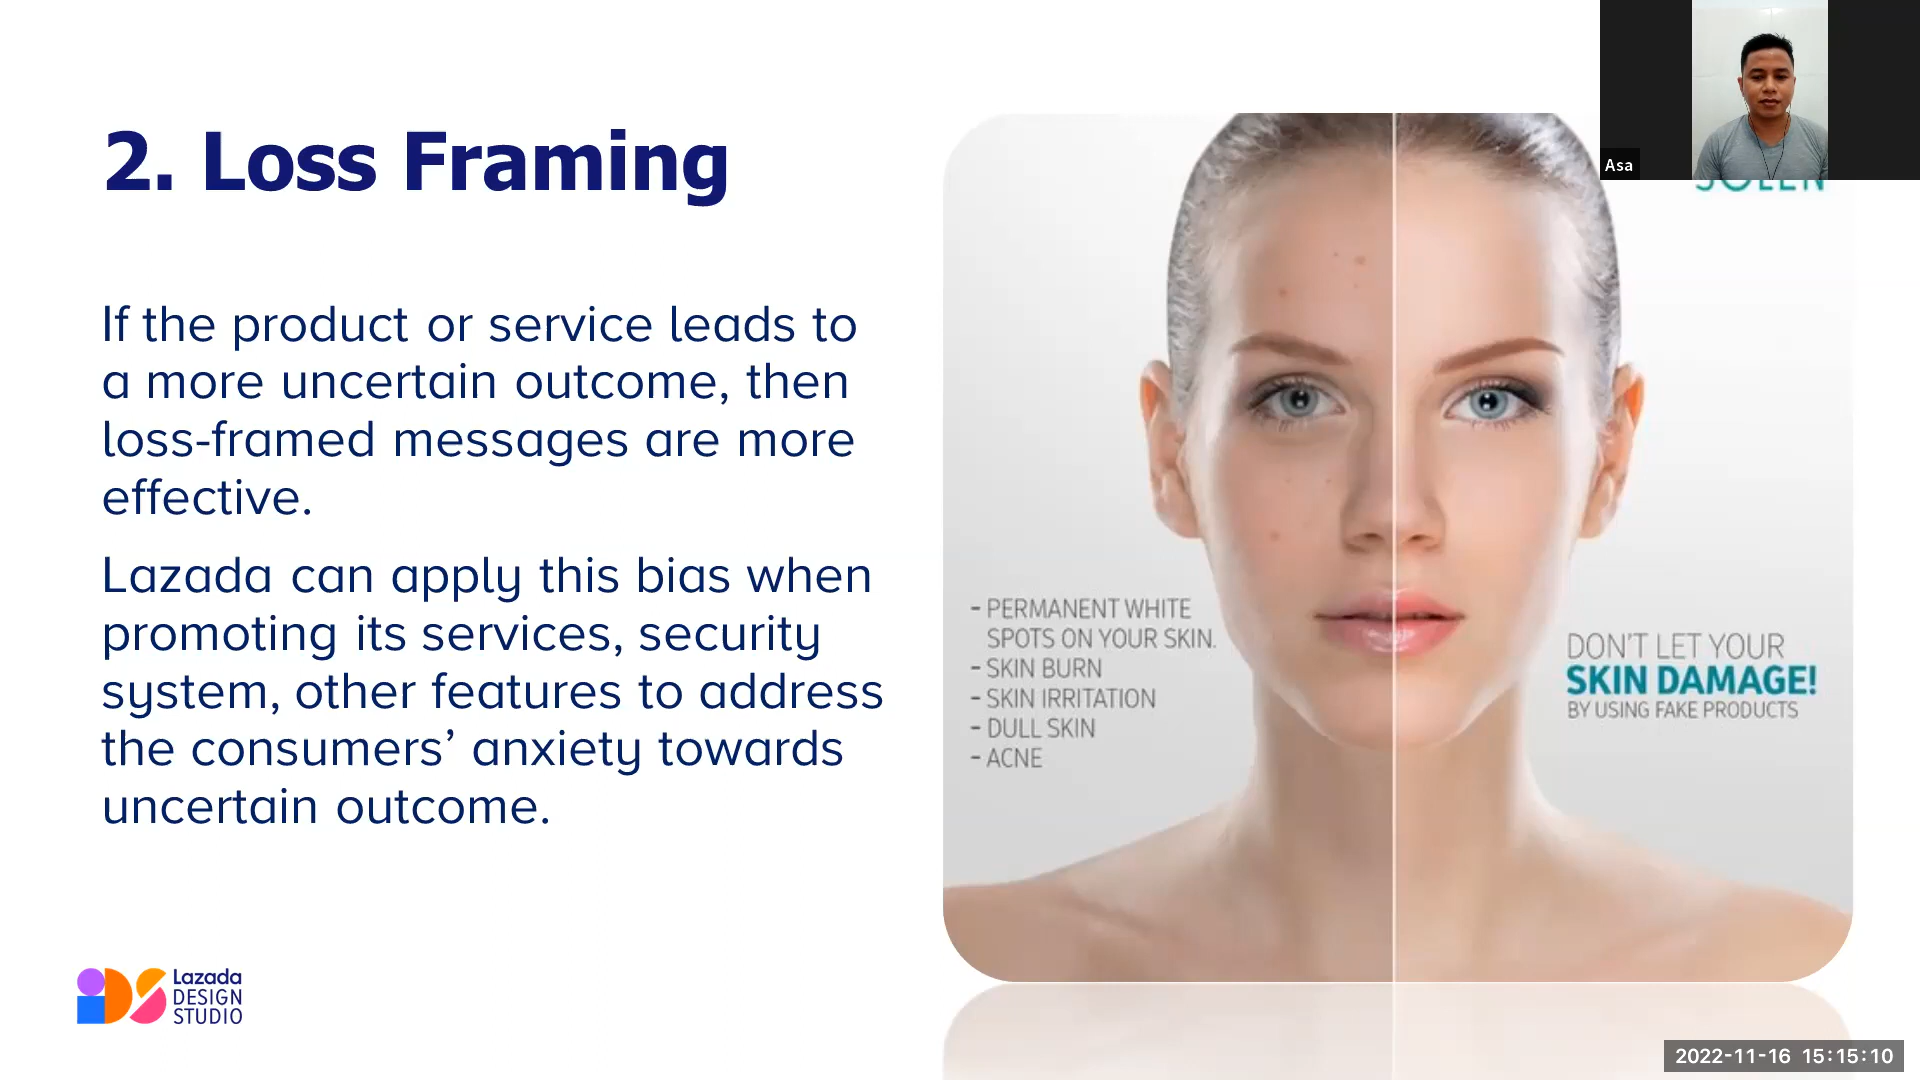 2. Loss Framing
If the product or service leads to
a more uncertain outcome, then
loss-framed messages are more
effective.
Lazada can apply this bias when
promoting its services, security
system, other features to address
the consumers’ anxiety towards
uncertain outcome.
Lazada
DESIGN
STUDIO
- PERMANENT WHITE
SPOTS ON YOUR SKIN.
- SKIN BURN
- SKIN IRRITATION
- DULL SKIN
- ACNE
DON'T LET YOUR
SKIN DAMAGE!
BY USING FAKE PRODUCTS
Asa
2022-11-16 15:15:10